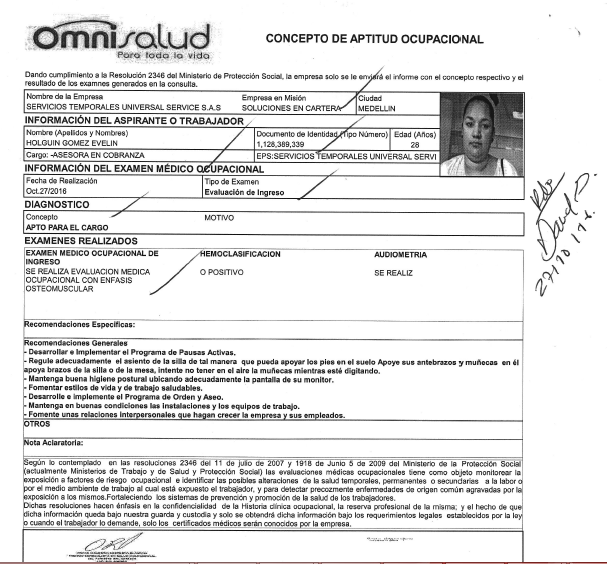 Omnisalud
Para toda la vida
CONCEPTO DE APTITUD OCUPACIONAL
Dando cumplimiento a la Resolución 2346 del Ministerio de Protección Social, la empresa solo se le enviará el informe con el concepto respectivo y el
resultado de los examnes generados en la consulta.
Nombre de la Empresa Empresa en Misión Ciudad
SERVICIOS TEMPORALES UNIVERSAL SERVICE S.A.S SOLUCIONES EN CARTERA MEDELLIN
INFORMACIÓN DEL ASPIRANTE O TRABAJADOR
Nombre (Apellidos y Nombres) Documento de Identidad (Tipo Número) Edad (Años)
HOLGUIN GOMEZ EVELIN 1,128,389,339 28
Cargo: -ASESORA EN COBRANZA EPS:SERVICIOS TEMPORALES UNIVERSAL SERVI
INFORMACIÓN DEL EXAMEN MÉDICO OCUPACIONAL
Fecha de Realización Tipo de Examen
Oct.27/2016 Evaluación de Ingreso
DIAGNOSTICO
Concepto MOTIVO
APTO PARA EL CARGO
EXAMENES REALIZADOS
EXAMEN MEDICO OCUPACIONAL DE HEMOCLASIFICACION AUDIOMETRIA
INGRESO
SE REALIZA EVALUACION MEDICA O POSITIVO SE REALIZ
OCUPACIONAL CON ENFASIS
OSTEOMUSCULAR
Recomendaciones Específicas:
Recomendaciones Generales
- Desarrollar e Implementar el Programa de Pausas Activas.
- Regule adecuadamente el asiento de la silla de tal manera que pueda apoyar los pies en el suelo Apoye sus antebrazos y muñecas en él
apoya brazos de la silla o de la mesa, intente no tener en el aire la muñecas mientras esté digitando.
- Mantenga buena higiene postural ubicando adecuadamente la pantalla de su monitor.
- Fomentar estilos de vida y de trabajo saludables.
- Desarrolle e implemente el Programa de Orden y Aseo.
- Mantenga en buenas condiciones las instalaciones y los equipos de trabajo.
- Fomente unas relaciones interpersonales que hagan crecer la empresa y sus empleados.
OTROS
Nota Aclaratoria:
Según lo contemplado en las resoluciones 2346 del 11 de julio de 2007 y 1918 de Junio 5 de 2009 del Ministerio de la Protección Social
(actualmente Ministerios de Trabajo y de Salud y Protección Social) las evaluaciones médicas ocupacionales tiene como objeto monitorear la
exposición a factores de riesgo ocupacional e identificar las posibles alteraciones de la salud temporales, permanentes o secundarias a la labor o
por el medio ambiente de trabajo al cual está expuesto el trabajador, y para detectar precozmente enfermedades de origen común agravadas por la
exposición a los mismos.Fortaleciendo los sistemas de prevención y promoción de la salud de los trabajadores.
Dichas resoluciones hacen énfasis en la confidencialidad de la Historia clínica ocupacional, la reserva profesional de la misma; y el hecho de que
dicha información queda bajo nuestra guarda y custodia y solo se obtendrá dicha información bajo los requerimientos legales establecidos por la ley
o cuando el trabajador lo demande, solo los certificados médicos serán conocidos por la empresa.
David